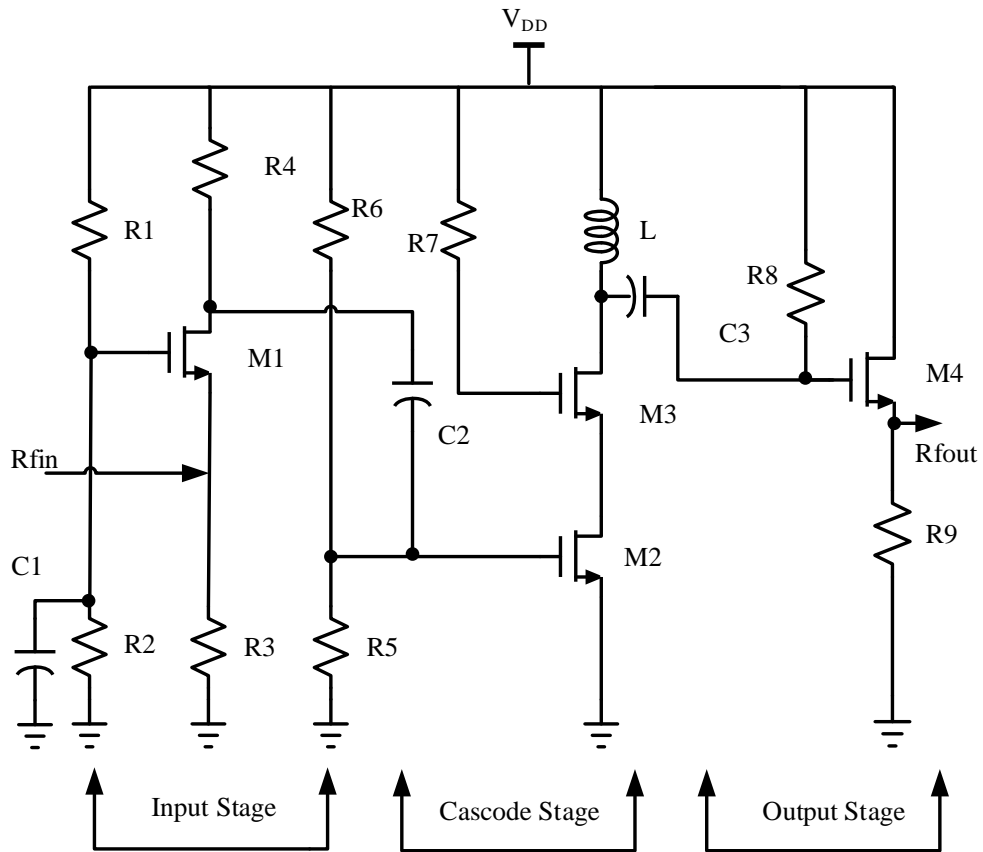 V_DD
R4
R6
R1
L
R7
R8
C3
M1
M4
M3
C2
Rfin
Rfout
R9
M2
C1
R2
R3
R5
Input Stage
Cascode Stage
Output Stage